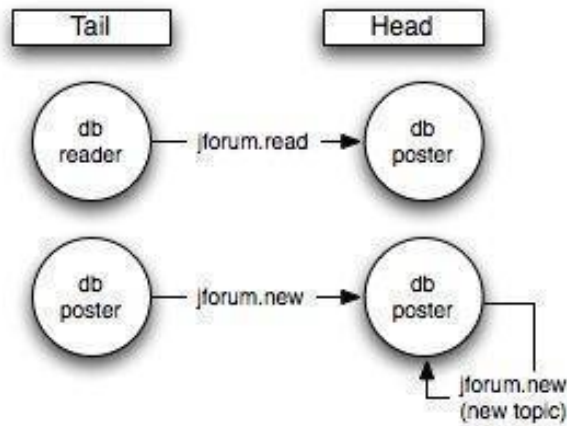 Tail
Head
db
reader
jforum.read
db
poster
db
poster
jforum.new
db
poster
jforum.new
(new topic)